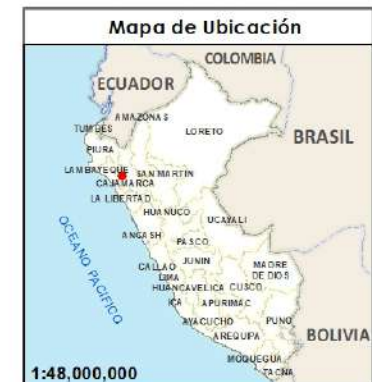 Mapa de Ubicación
COLOMBIA
ECUADOR
AMAZONAS
TUMBES
LORETO
BRASIL
PIURA
LAMBAYEQUE
SAN MARTIN
CAJAMARCA
LA LIBERTAD
HUANUCO
UCAYALI
ANCASH
PASCO
OCEANO PACIFICO
JUNIN
MADRE
DE DIOS
CALLAO
LIMA
HUANCAVELICA
CUSCO
ICA
APURIMAC
AYACUCHO
PUNO
AREQUIPA
BOLIVIA
MOQUEGUA
TACNA
1:48,000,000